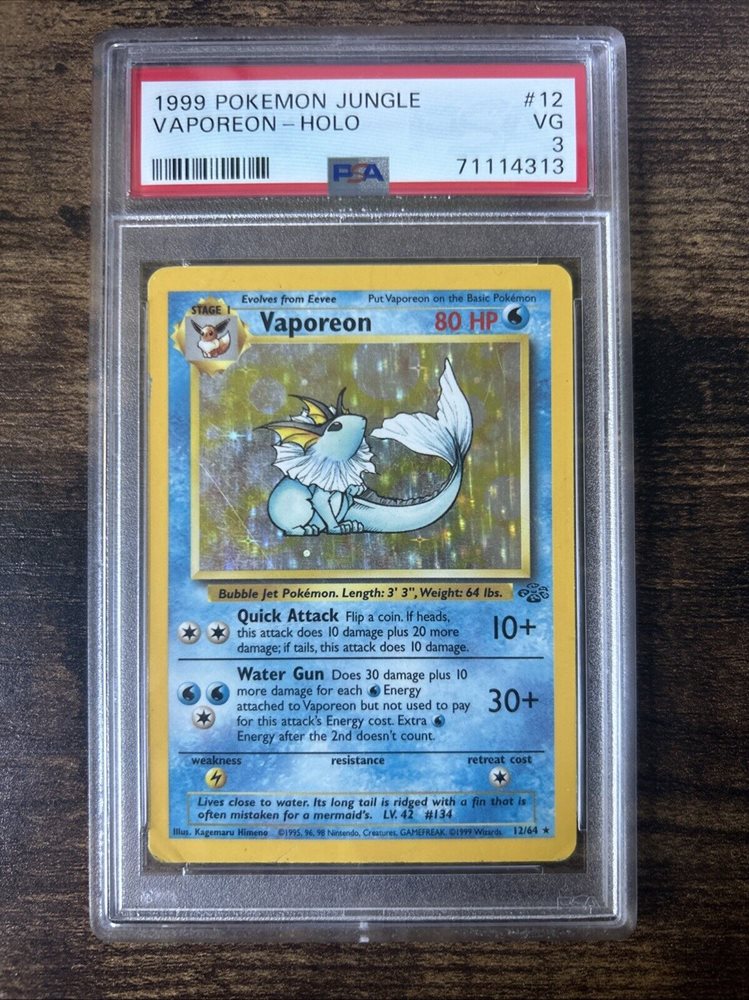 1999 POKEMON JUNGLE #12
VAPOREON – HOLO VG
3
PSA 71114313
Evolves from Eevee Put Vaporeon on the Basic Pokémon
STAGE 1
Vaporeon 80 HP
Bubble Jet Pokémon. Length: 3' 3", Weight: 64 lbs.
Quick Attack Flip a coin. If heads,
this attack does 10 damage plus 20 more
damage; if tails, this attack does 10 damage.
10+
Water Gun Does 30 damage plus 10
more damage for each Energy
attached to Vaporeon but not used to pay
for this attack's Energy cost. Extra
Energy after the 2nd doesn't count.
30+
weakness resistance retreat cost
Lives close to water. Its long tail is ridged with a fin that is
often mistaken for a mermaid's. LV. 42 #134
Illus. Kagemaru Himeno ©1995, 96, 98 Nintendo, Creatures, GAMEFREAK. ©1999 Wizards. 12/64 ★